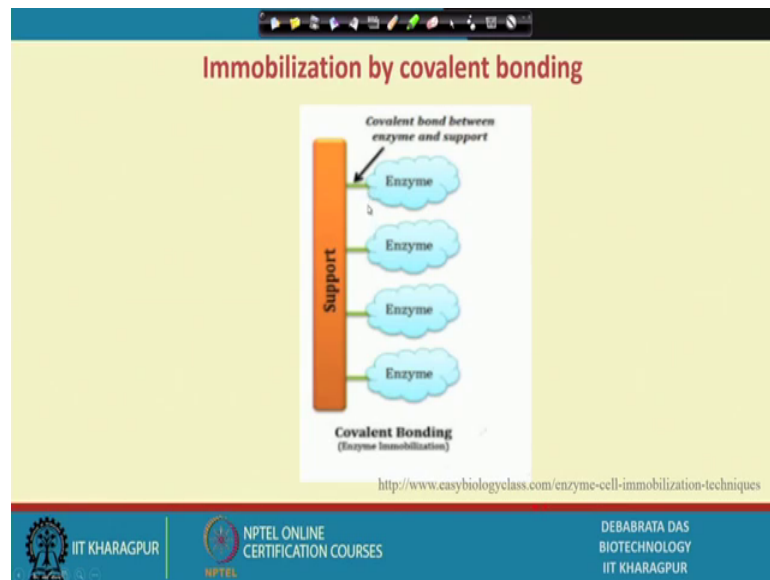 Immobilization by covalent bonding
Covalent bond between
enzyme and support
Enzyme
Enzyme
Enzyme
Enzyme
Support
Covalent Bonding
(Enzyme Immobilization)
http://www.easybiologyclass.com/enzyme-cell-immobilization-techniques
IIT KHARAGPUR
NPTEL
NPTEL ONLINE
CERTIFICATION COURSES
DEBABRATA DAS
BIOTECHNOLOGY
IIT KHARAGPUR